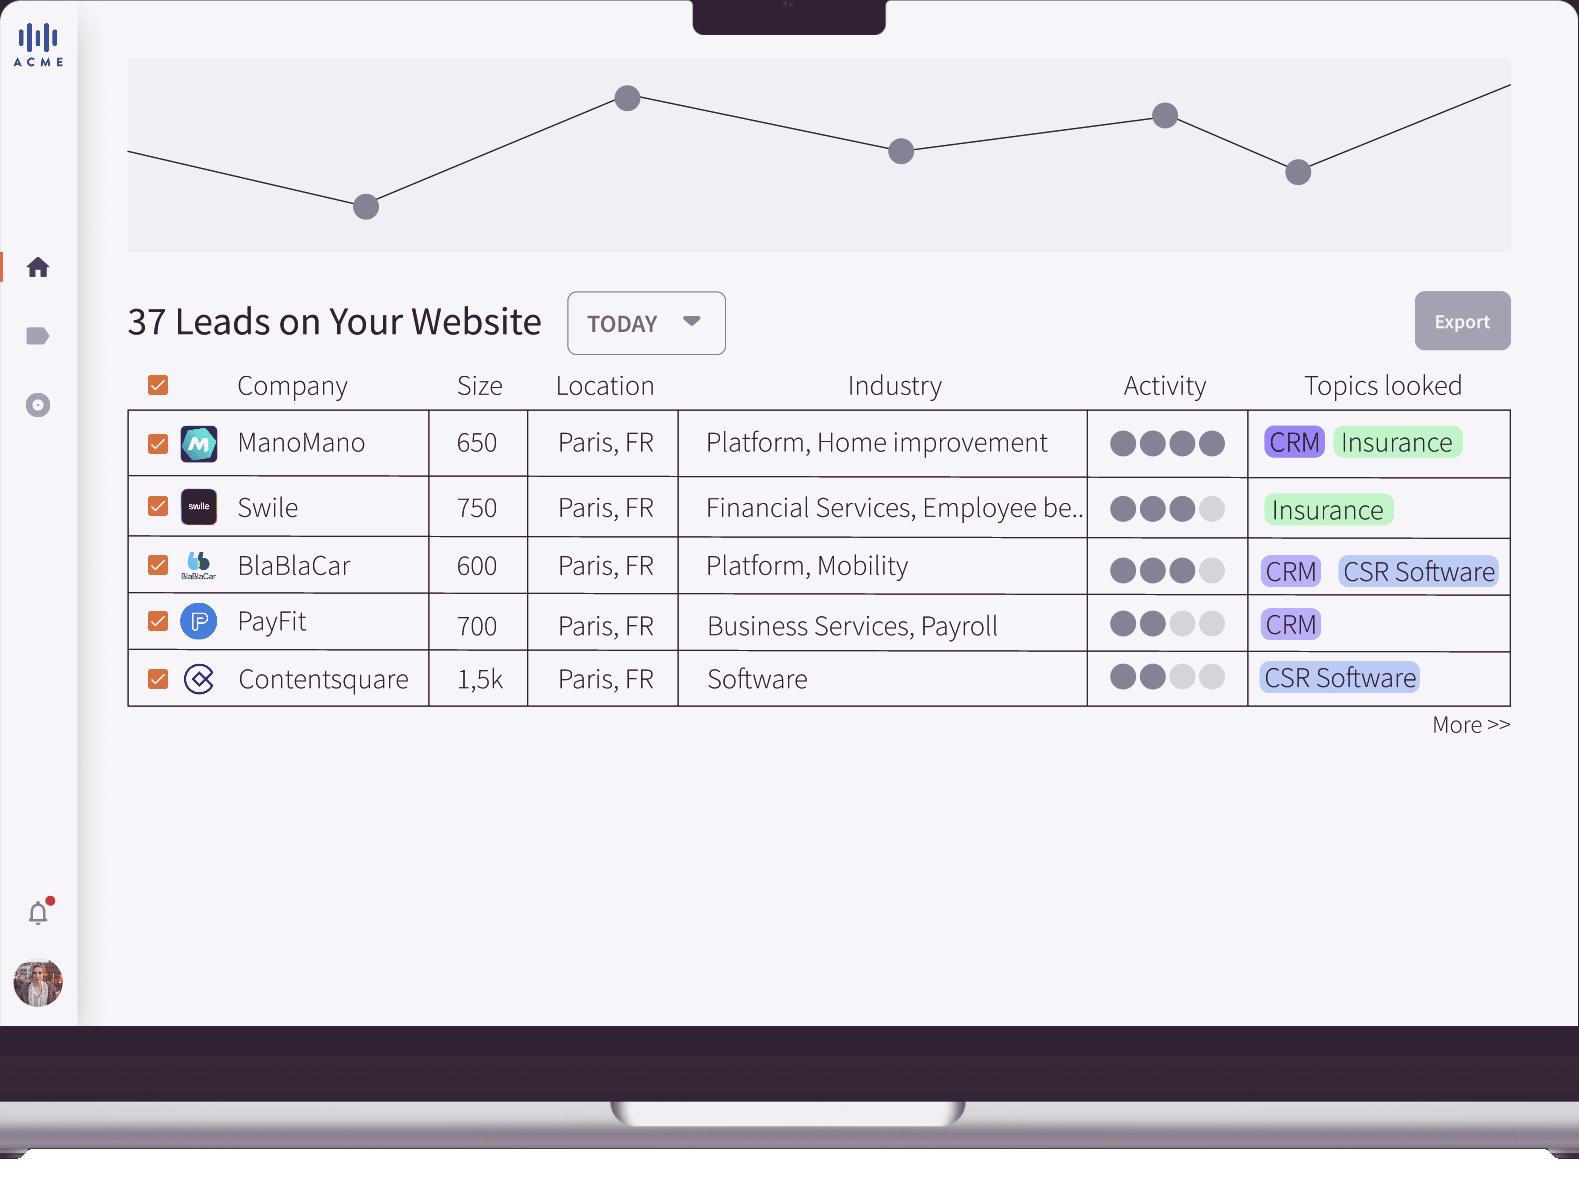 ACME
37 Leads on Your Website
TODAY
Export
Company Size Location Industry Activity Topics looked
ManoMano 650 Paris, FR Platform, Home improvement CRM Insurance
swile Swile 750 Paris, FR Financial Services, Employee be.. Insurance
BlaBlaCar BlaBlaCar 600 Paris, FR Platform, Mobility CRM CSR Software
PayFit 700 Paris, FR Business Services, Payroll CRM
Contentsquare 1,5k Paris, FR Software CSR Software
More >>